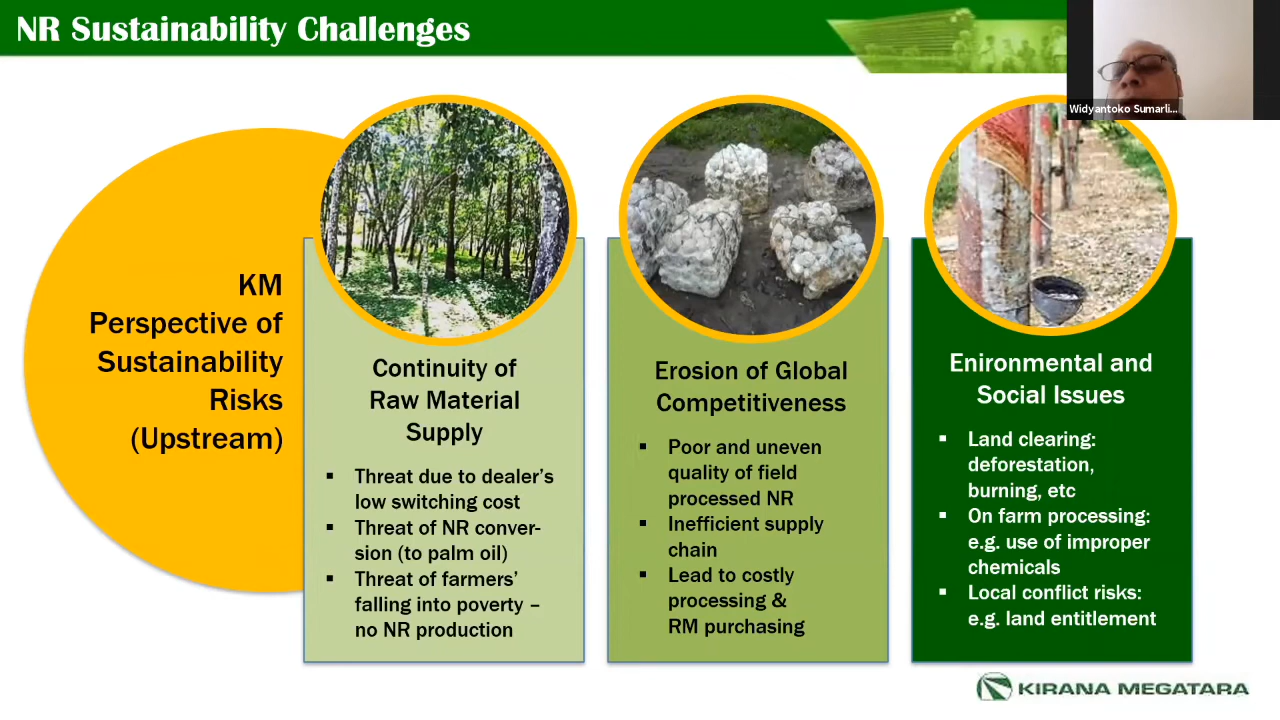 NR Sustainability Challenges
Widyantoko Sumarli...
KM
Perspective of
Sustainability
Risks
(Upstream)
Continuity of
Raw Material
Supply
▪ Threat due to dealer's
low switching cost
▪ Threat of NR conver-
sion (to palm oil)
▪ Threat of farmers'
falling into poverty –
no NR production
Erosion of Global
Competitiveness
▪ Poor and uneven
quality of field
processed NR
▪ Inefficient supply
chain
▪ Lead to costly
processing &
RM purchasing
Enironmental and
Social Issues
▪ Land clearing:
deforestation,
burning, etc
▪ On farm processing:
e.g. use of improper
chemicals
▪ Local conflict risks:
e.g. land entitlement
KIRANA MEGATARA